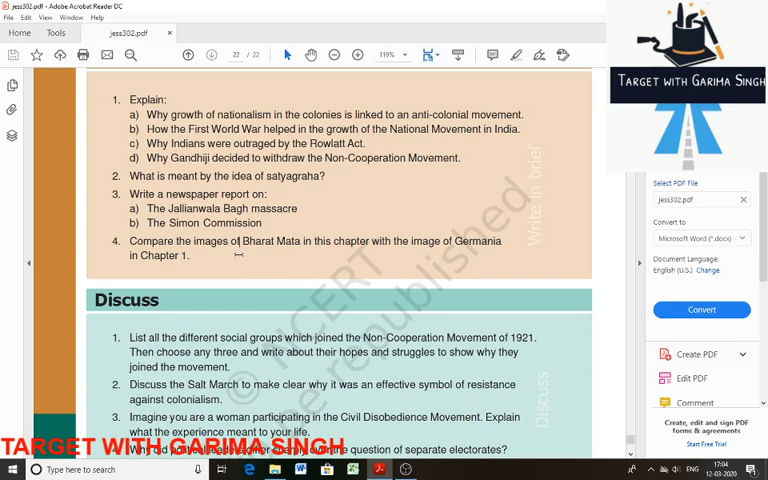 jess302.pdf - Adobe Acrobat Reader DC
File Edit View Window Help
Home Tools jess302.pdf ×
22 / 22 119%
1. Explain:
a) Why growth of nationalism in the colonies is linked to an anti-colonial movement.
b) How the First World War helped in the growth of the National Movement in India.
c) Why Indians were outraged by the Rowlatt Act.
d) Why Gandhiji decided to withdraw the Non-Cooperation Movement.
2. What is meant by the idea of satyagraha?
3. Write a newspaper report on:
a) The Jallianwala Bagh massacre
b) The Simon Commission
4. Compare the images of Bharat Mata in this chapter with the image of Germania
in Chapter 1.
Write in brief
Discuss
1. List all the different social groups which joined the Non-Cooperation Movement of 1921.
Then choose any three and write about their hopes and struggles to show why they
joined the movement.
2. Discuss the Salt March to make clear why it was an effective symbol of resistance
against colonialism.
3. Imagine you are a woman participating in the Civil Disobedience Movement. Explain
what the experience meant to your life.
4. Why did political leaders differ sharply over the question of separate electorates?
Discuss
© NCERT
be republished
TARGET WITH GARIMA SINGH
TARGET WITH GARIMA SINGH
Select PDF File
jess302.pdf ×
Convert to
Microsoft Word (*.docx)
Document Language:
English (U.S.) Change
Convert
Create PDF
Edit PDF
Comment
Create, edit and sign PDF
forms & agreements
Start Free Trial
Type here to search
ENG
17:04
12-03-2020